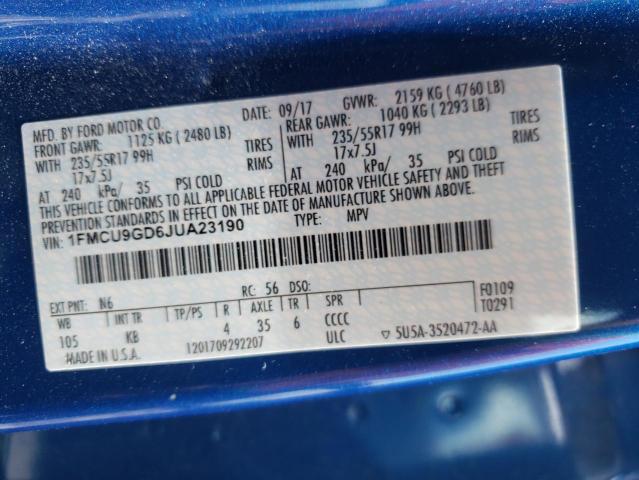 MFD. BY FORD MOTOR CO.
DATE: 09/17 GVWR: 2159 KG ( 4760 LB)
FRONT GAWR: 1125 KG ( 2480 LB) REAR GAWR: 1040 KG ( 2293 LB)
WITH 235/55R17 99H TIRES WITH 235/55R17 99H TIRES
17x7.5J RIMS 17x7.5J RIMS
AT 240 kPa/ 35 PSI COLD AT 240 kPa/ 35 PSI COLD
THIS VEHICLE CONFORMS TO ALL APPLICABLE FEDERAL MOTOR VEHICLE SAFETY AND THEFT
PREVENTION STANDARDS IN EFFECT ON THE DATE OF MANUFACTURE SHOWN ABOVE.
VIN: 1FMCU9GD6JUA23190 TYPE: MPV
EXT PNT: N6 RC: 56 DSO: F0109
WB INT TR TP/PS R AXLE TR SPR T0291
105 KB 4 35 6 CCCC
MADE IN U.S.A. 1201709292207 ULC ▽ 5U5A-3520472-AA